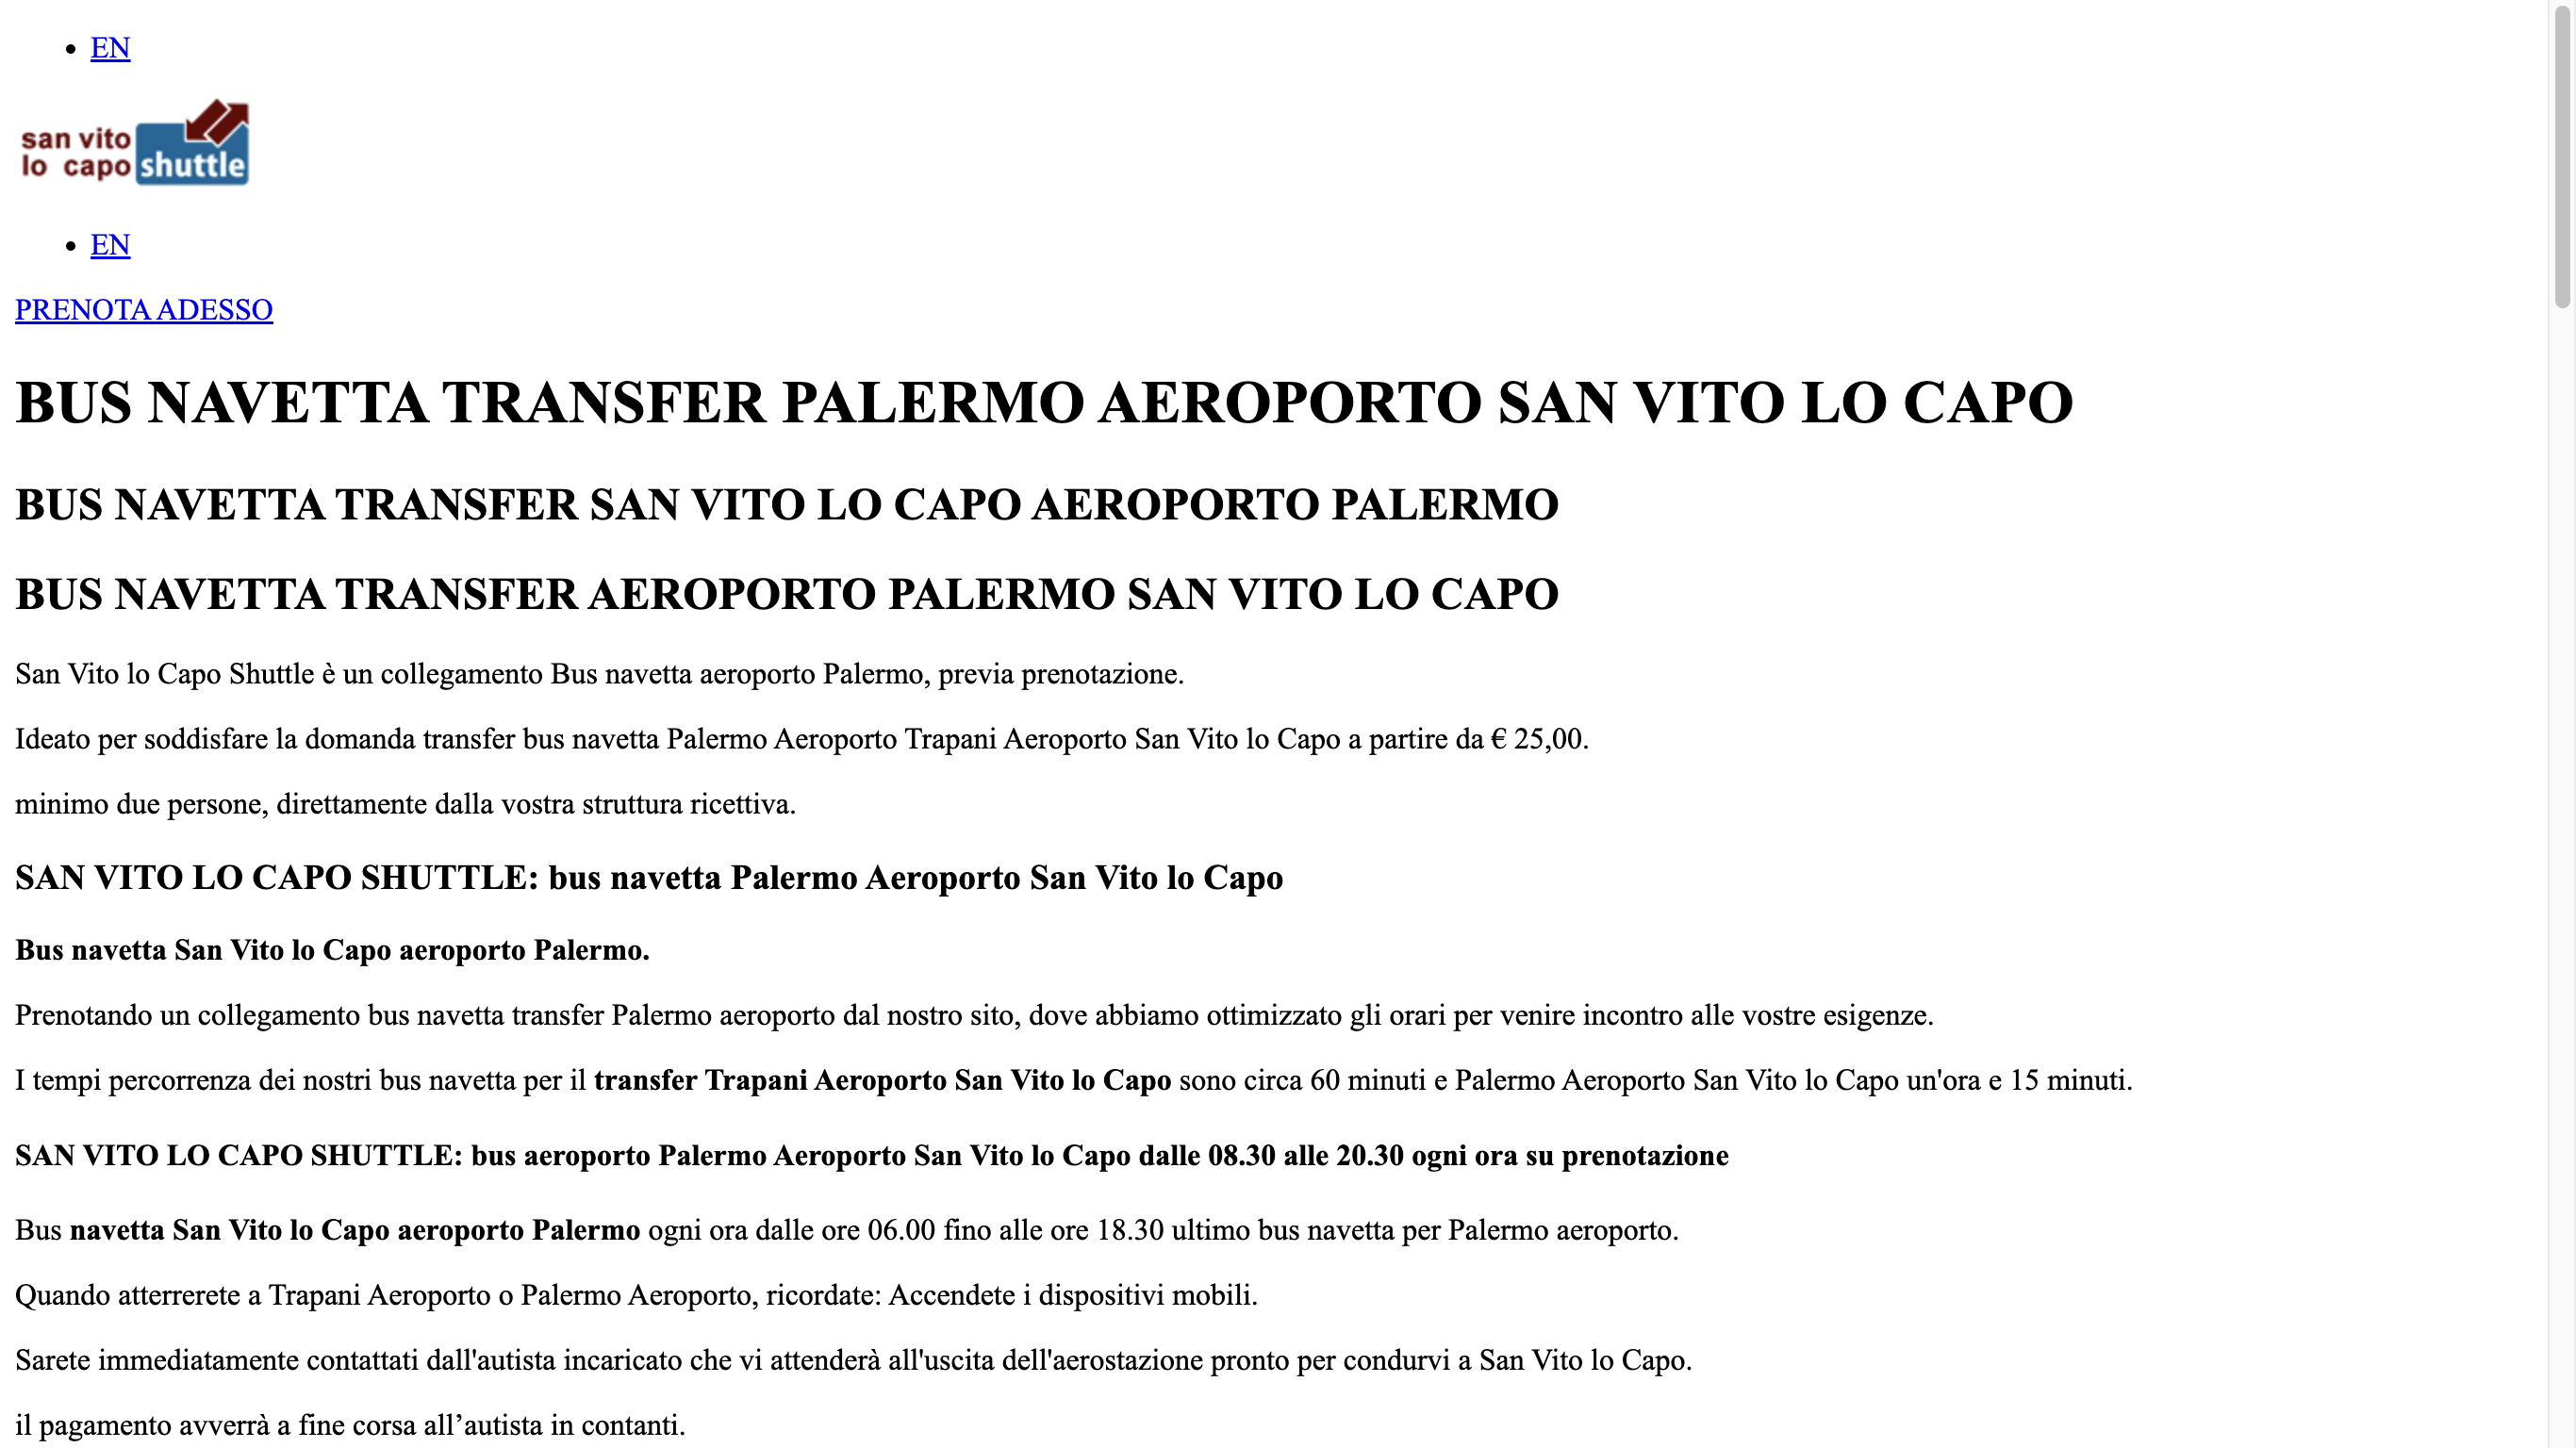 EN
san vito
lo capo shuttle
EN
PRENOTA ADESSO
BUS NAVETTA TRANSFER PALERMO AEROPORTO SAN VITO LO CAPO
BUS NAVETTA TRANSFER SAN VITO LO CAPO AEROPORTO PALERMO
BUS NAVETTA TRANSFER AEROPORTO PALERMO SAN VITO LO CAPO
San Vito lo Capo Shuttle è un collegamento Bus navetta aeroporto Palermo, previa prenotazione.
Ideato per soddisfare la domanda transfer bus navetta Palermo Aeroporto Trapani Aeroporto San Vito lo Capo a partire da € 25,00.
minimo due persone, direttamente dalla vostra struttura ricettiva.
SAN VITO LO CAPO SHUTTLE: bus navetta Palermo Aeroporto San Vito lo Capo
Bus navetta San Vito lo Capo aeroporto Palermo.
Prenotando un collegamento bus navetta transfer Palermo aeroporto dal nostro sito, dove abbiamo ottimizzato gli orari per venire incontro alle vostre esigenze.
I tempi percorrenza dei nostri bus navetta per il transfer Trapani Aeroporto San Vito lo Capo sono circa 60 minuti e Palermo Aeroporto San Vito lo Capo un'ora e 15 minuti.
SAN VITO LO CAPO SHUTTLE: bus aeroporto Palermo Aeroporto San Vito lo Capo dalle 08.30 alle 20.30 ogni ora su prenotazione
Bus navetta San Vito lo Capo aeroporto Palermo ogni ora dalle ore 06.00 fino alle ore 18.30 ultimo bus navetta per Palermo aeroporto.
Quando atterrerete a Trapani Aeroporto o Palermo Aeroporto, ricordate: Accendete i dispositivi mobili.
Sarete immediatamente contattati dall'autista incaricato che vi attenderà all'uscita dell'aerostazione pronto per condurvi a San Vito lo Capo.
il pagamento avverrà a fine corsa all’autista in contanti.